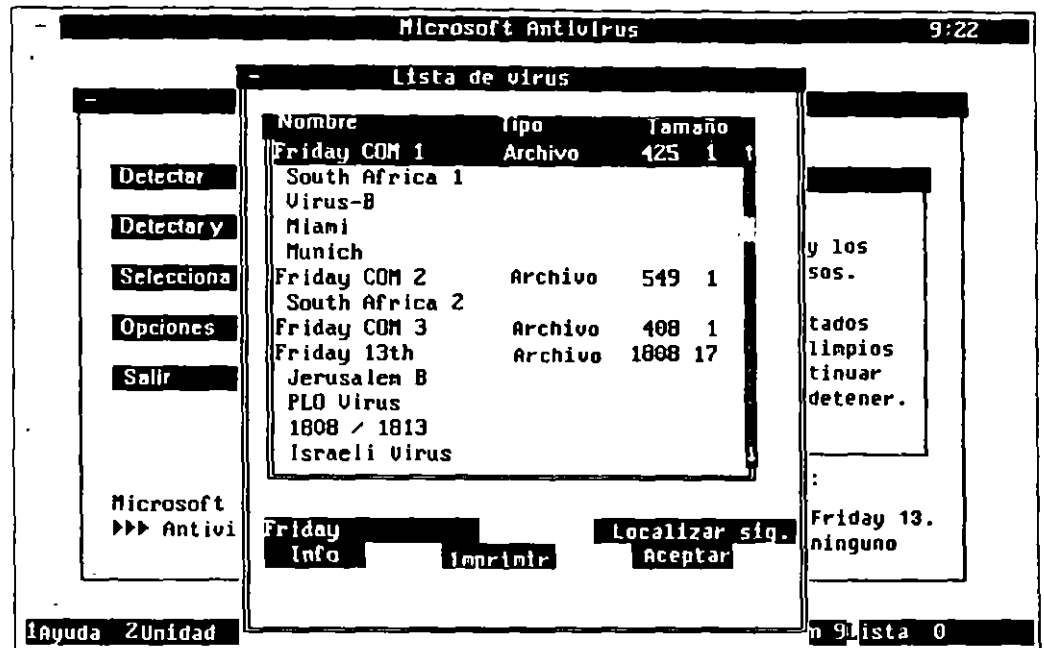 Microsoft Antivirus 9:22
Lista de virus
Nombre Tipo Tamaño
Friday COM 1 Archivo 425 1
South Africa 1
Virus-B
Miami
Munich
Friday COM 2 Archivo 549 1
South Africa 2
Friday COM 3 Archivo 408 1
Friday 13th Archivo 1808 17
Jerusalem B
PLO Virus
1808 / 1813
Israeli Virus
Friday Localizar sig.
Info Imprimir Aceptar
Detectar
Detectar y
Selecciona
Opciones
Salir
Microsoft
▶▶▶ Antivi
y los
sos.
tados
limpios
tinuar
detener.
:
Friday 13.
ninguno
1Ayuda 2Unidad n 9Lista 0